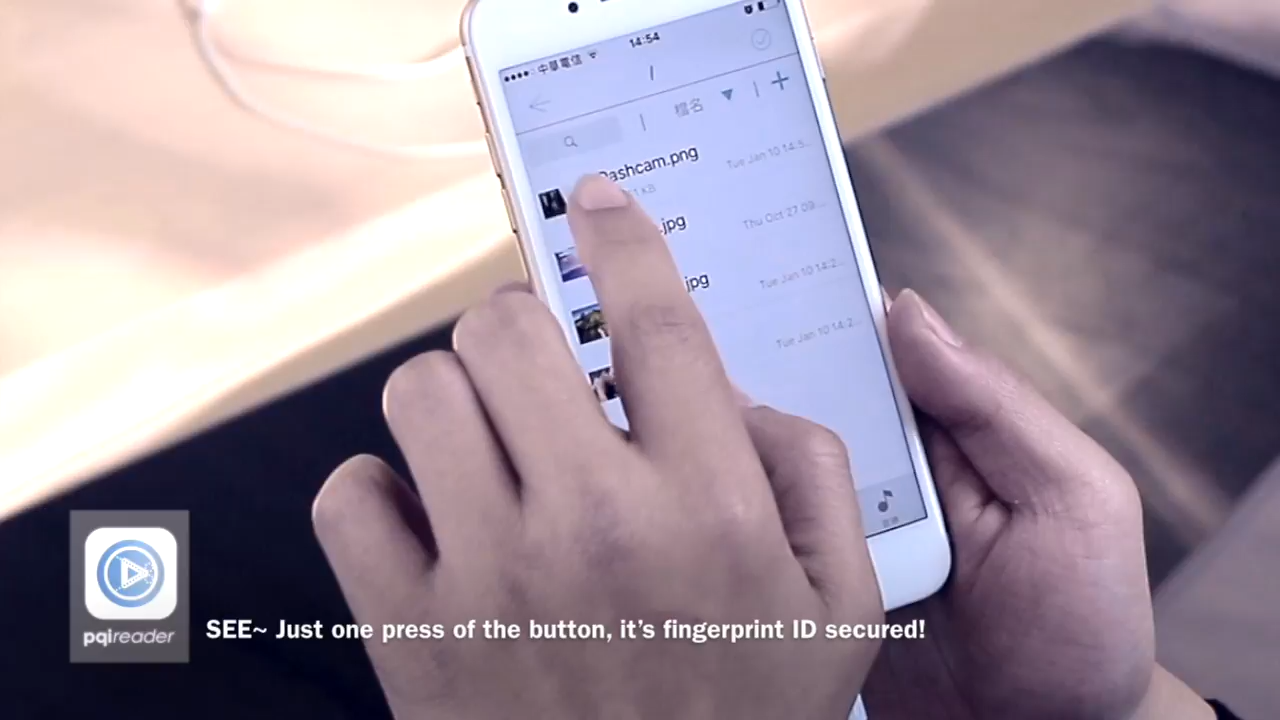 中華電信
14:54
/
檔名
Dashcam.png
Tue Jan 10 14:5...
1 KB
.jpg
Thu Oct 27 09:...
.jpg
Tue Jan 10 14:2...
Tue Jan 10 14:2...
pqireader
SEE~ Just one press of the button, it's fingerprint ID secured!